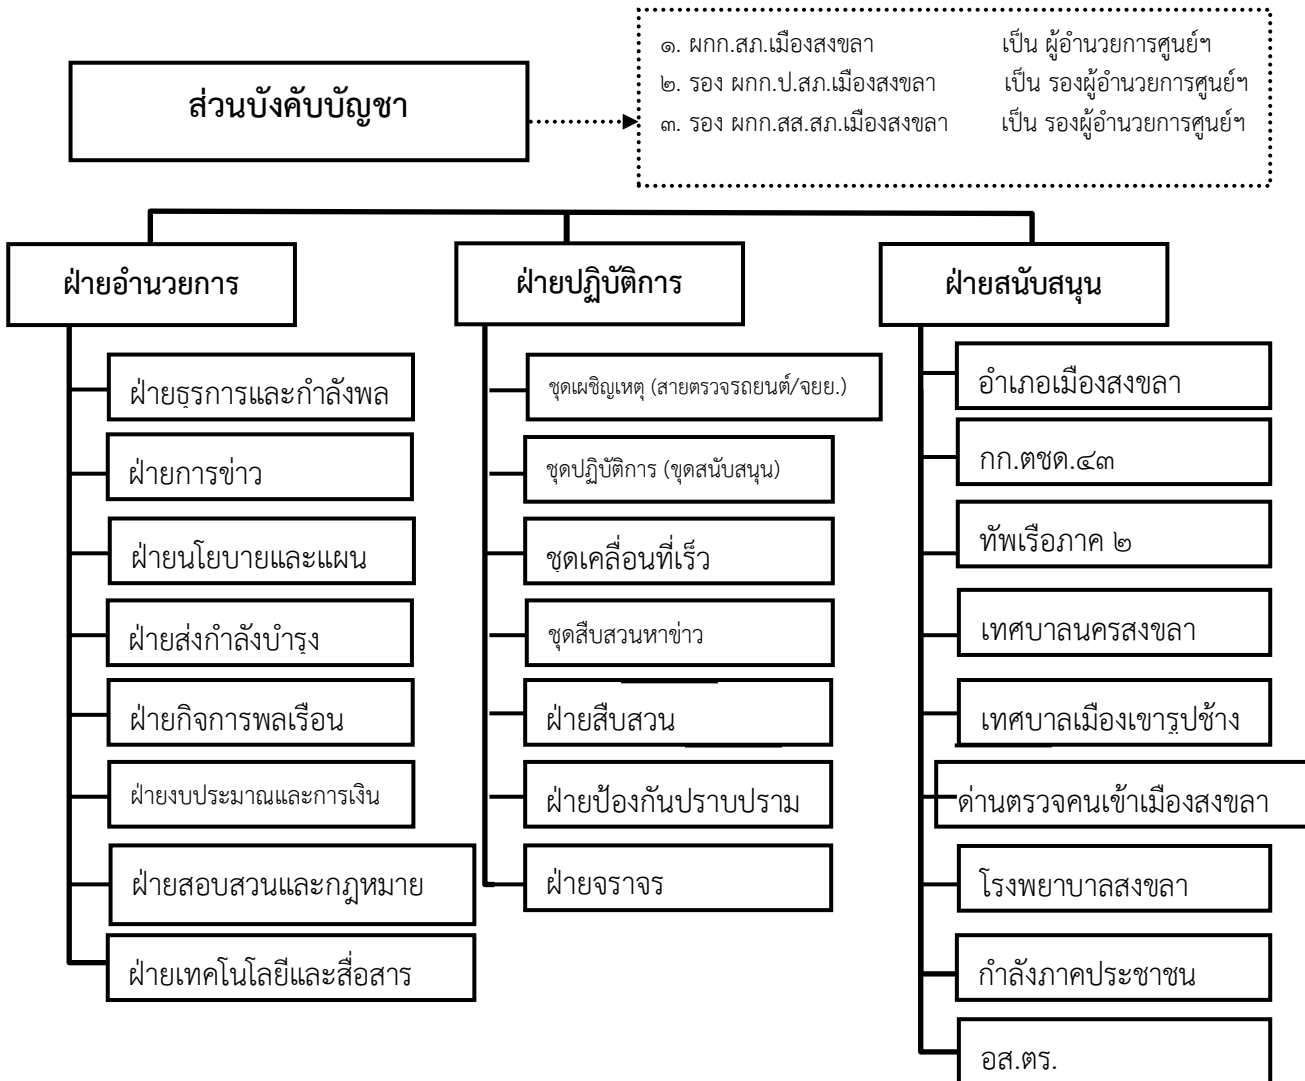 ส่วนบังคับบัญชา
๑. ผกก.สภ.เมืองสงขลา เป็น ผู้อำนวยการศูนย์ฯ
๒. รอง ผกก.ป.สภ.เมืองสงขลา เป็น รองผู้อำนวยการศูนย์ฯ
๓. รอง ผกก.สส.สภ.เมืองสงขลา เป็น รองผู้อำนวยการศูนย์ฯ
ฝ่ายอำนวยการ
ฝ่ายธุรการและกำลังพล
ฝ่ายการข่าว
ฝ่ายนโยบายและแผน
ฝ่ายส่งกำลังบำรุง
ฝ่ายกิจการพลเรือน
ฝ่ายงบประมาณและการเงิน
ฝ่ายสอบสวนและกฎหมาย
ฝ่ายเทคโนโลยีและสื่อสาร
ฝ่ายปฏิบัติการ
ชุดเผชิญเหตุ (สายตรวจรถยนต์/จยย.)
ชุดปฏิบัติการ (ขุดสนับสนุน)
ชุดเคลื่อนที่เร็ว
ชุดสืบสวนหาข่าว
ฝ่ายสืบสวน
ฝ่ายป้องกันปราบปราม
ฝ่ายจราจร
ฝ่ายสนับสนุน
อำเภอเมืองสงขลา
กก.ตชด.๔๓
ทัพเรือภาค ๒
เทศบาลนครสงขลา
เทศบาลเมืองเขารูปช้าง
ด่านตรวจคนเข้าเมืองสงขลา
โรงพยาบาลสงขลา
กำลังภาคประชาชน
อส.ตร.